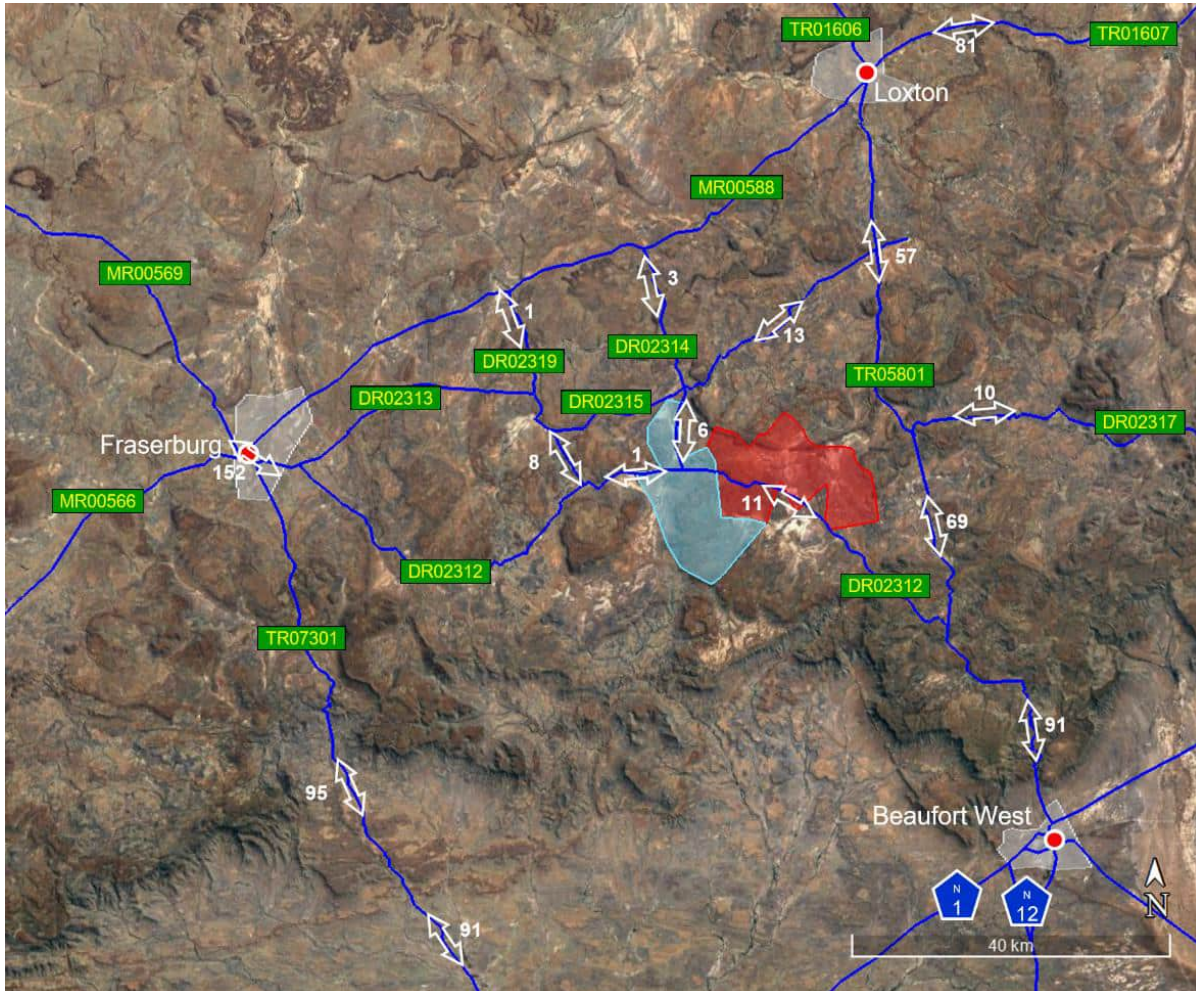 TR01606
81
TR01607
Loxton
MR00588
MR00569
57
3
1
13
DR02314
DR02319
TR05801
DR02313
DR02315
10
DR02317
6
Fraserburg
152
8
1
MR00566
11
69
DR02312
DR02312
TR07301
91
95
Beaufort West
N
1
N
12
N
91
40 km